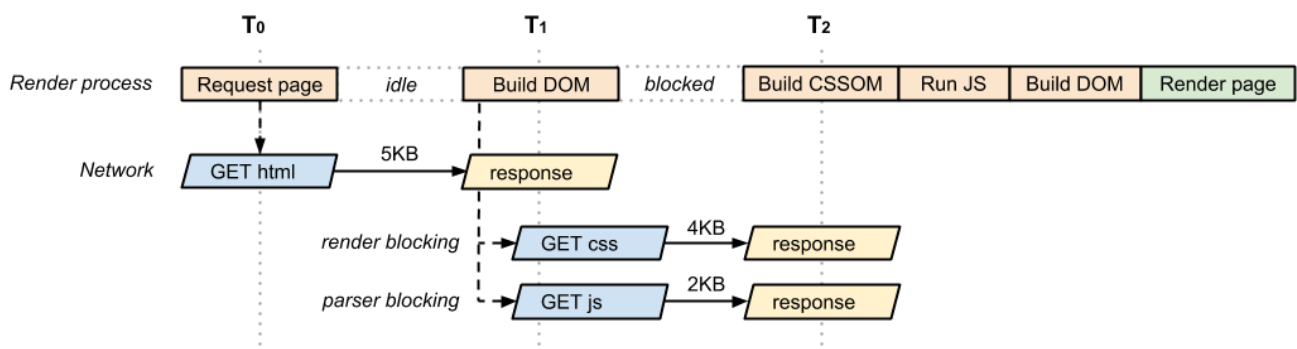 T0 T1 T2
Render process Request page idle Build DOM blocked Build CSSOM Run JS Build DOM Render page
Network GET html 5KB response
render blocking GET css 4KB response
parser blocking GET js 2KB response